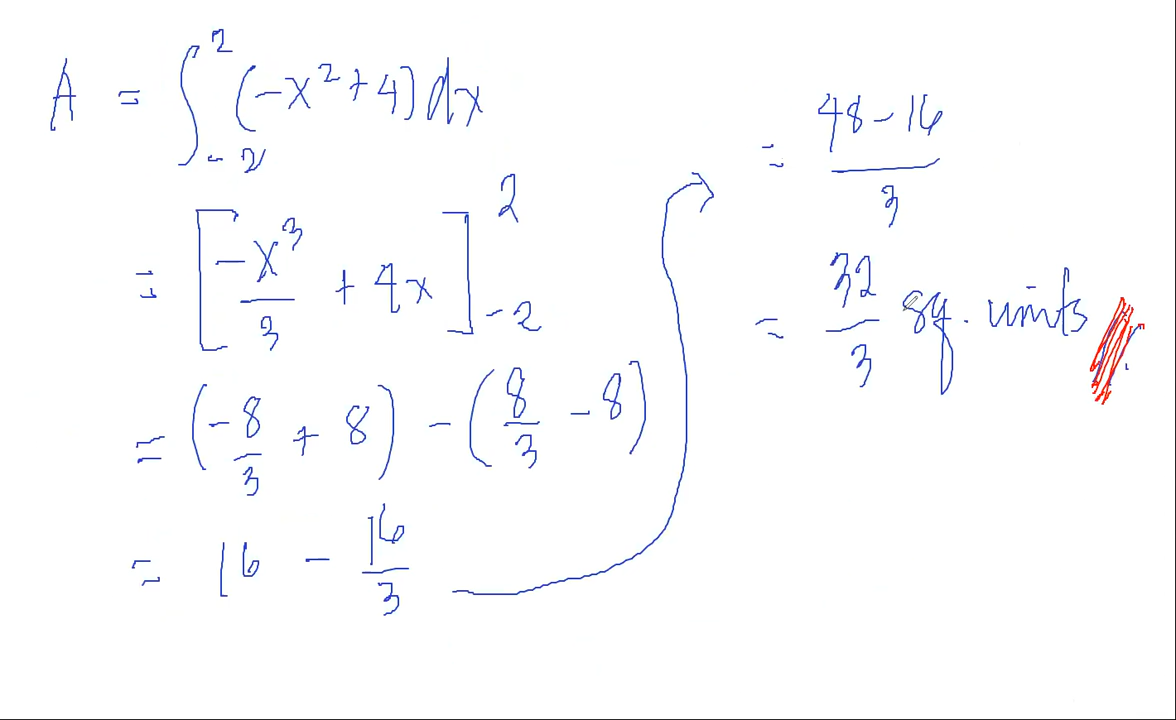 A = ∫_{-2}^{2} (-x² + 4) dx
= [-x³/3 + 4x]_{-2}^{2}
= (-8/3 + 8) - (8/3 - 8)
= 16 - 16/3
= (48 - 16)/3
= 32/3 sq. units